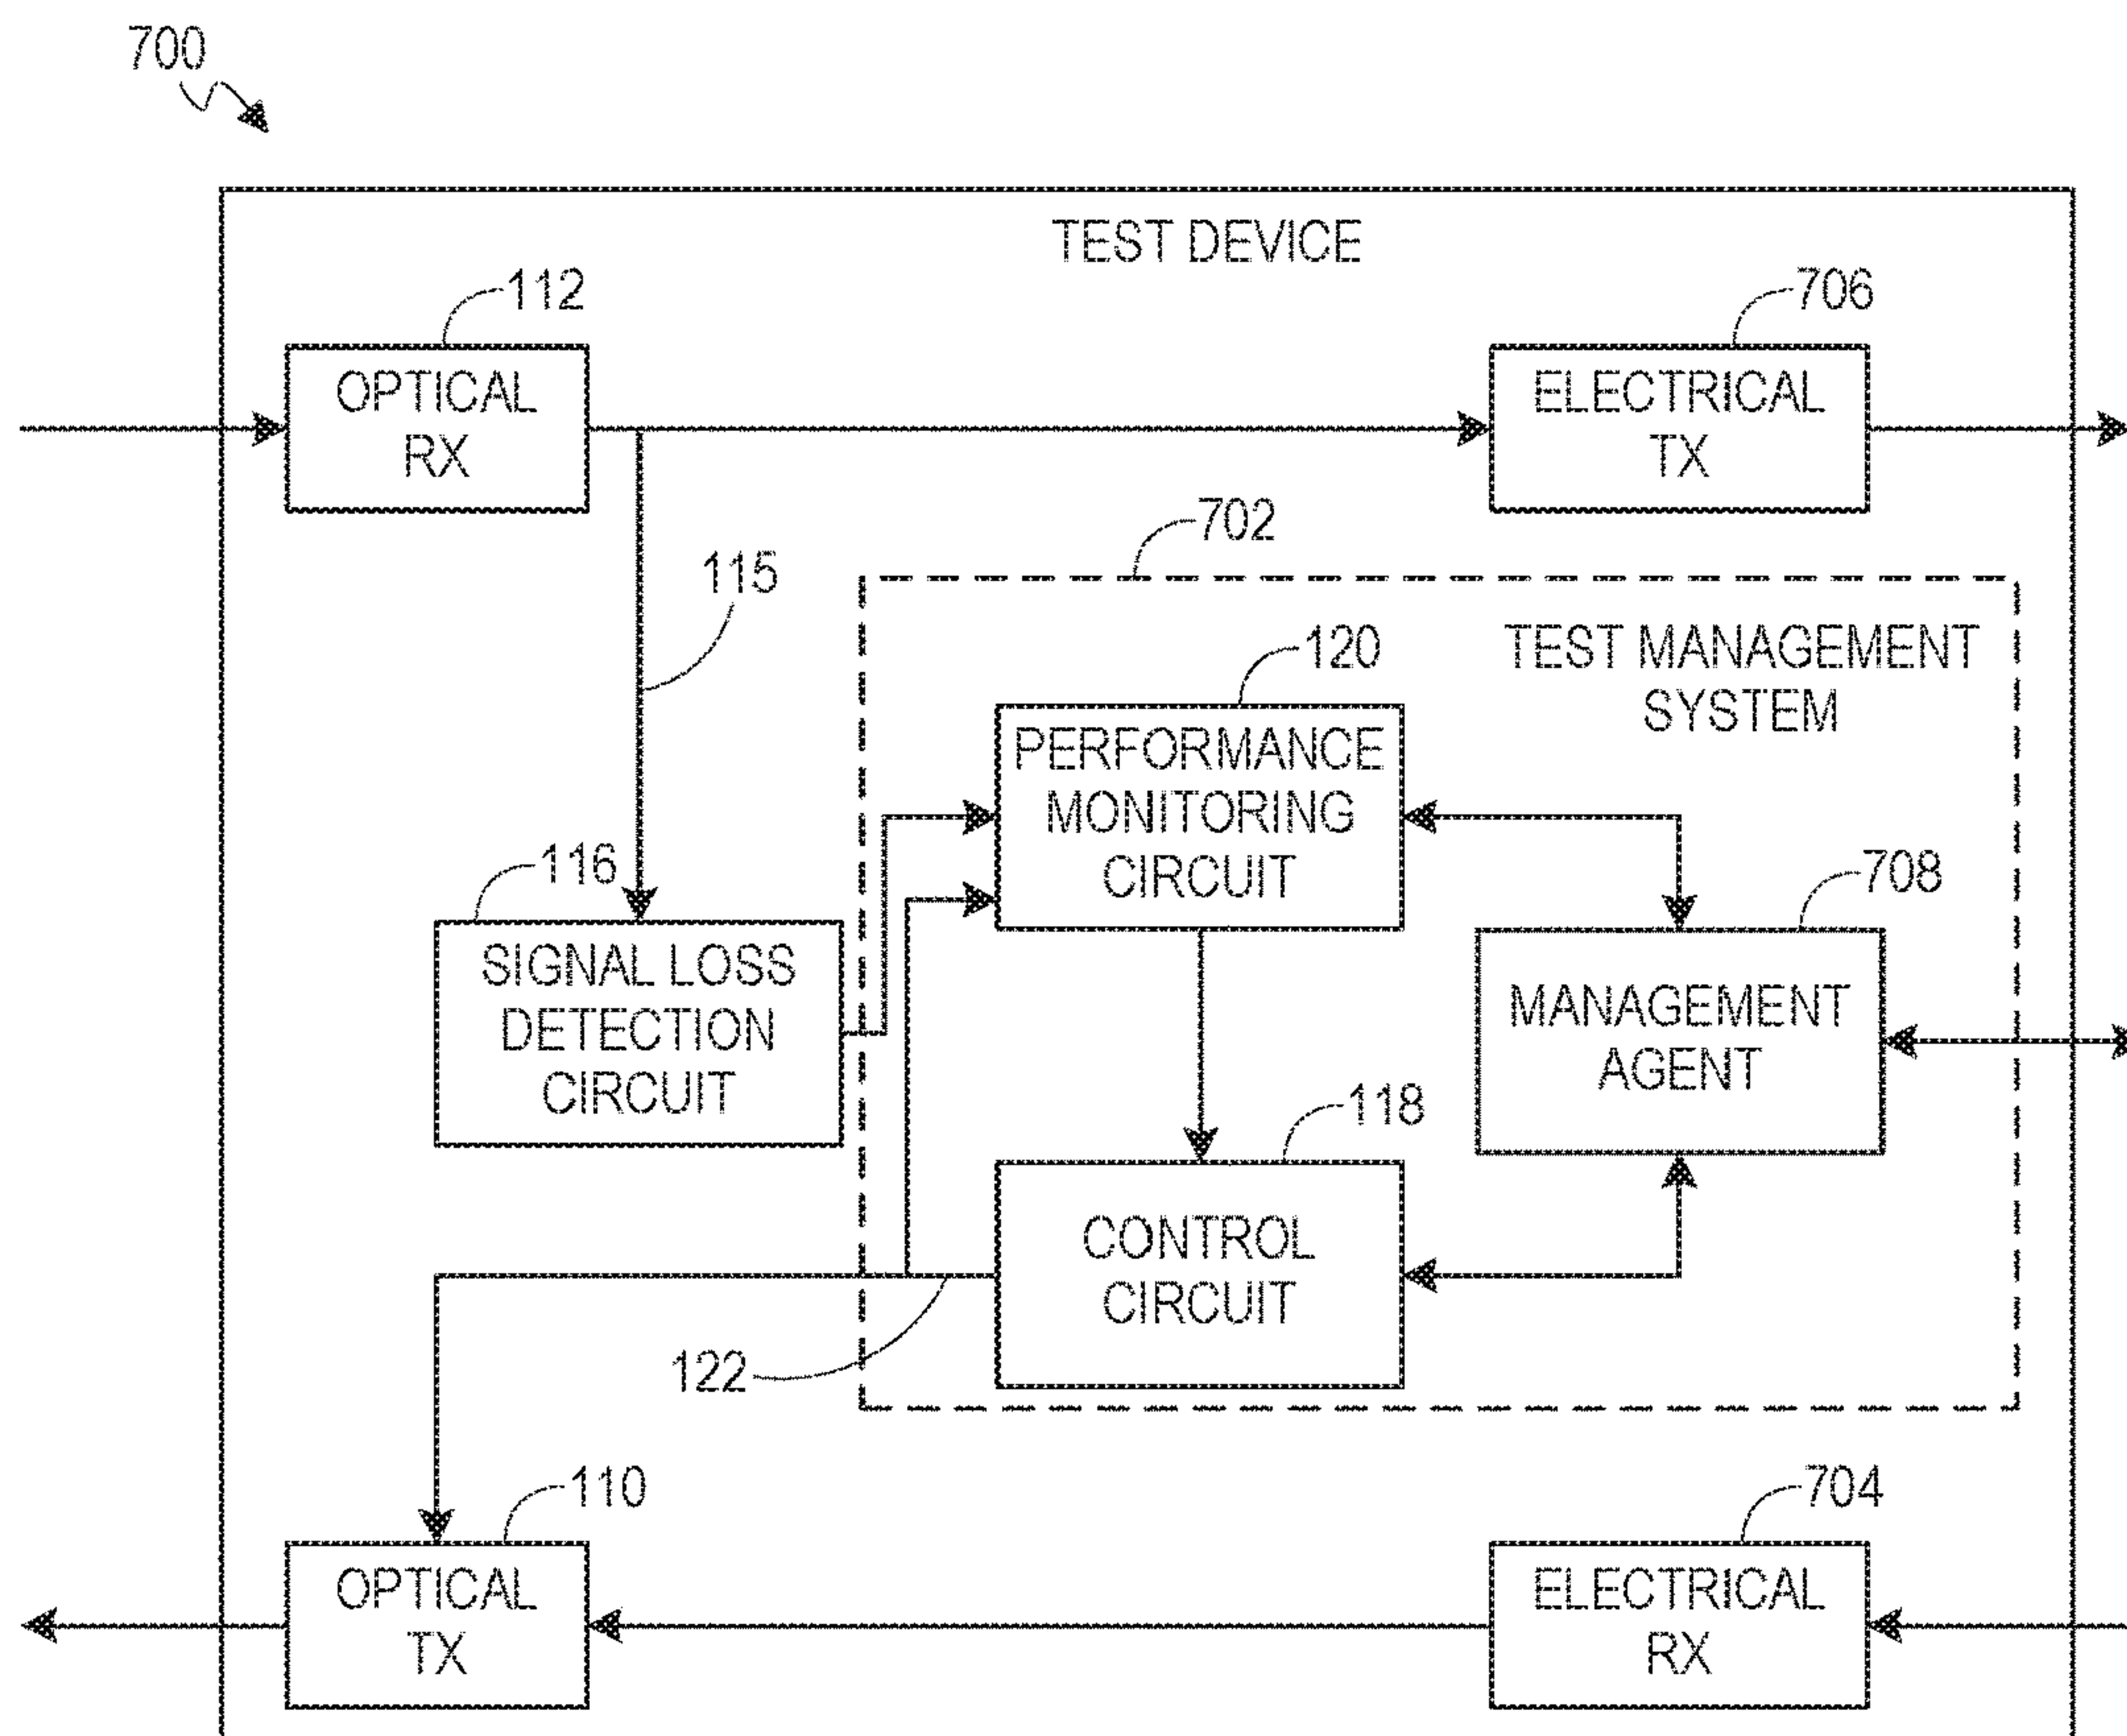 700
TEST DEVICE
112
706
OPTICAL
RX
ELECTRICAL
TX
702
115
TEST MANAGEMENT
SYSTEM
120
PERFORMANCE
MONITORING
CIRCUIT
116
708
SIGNAL LOSS
DETECTION
CIRCUIT
MANAGEMENT
AGENT
118
CONTROL
CIRCUIT
122
110
704
OPTICAL
TX
ELECTRICAL
RX